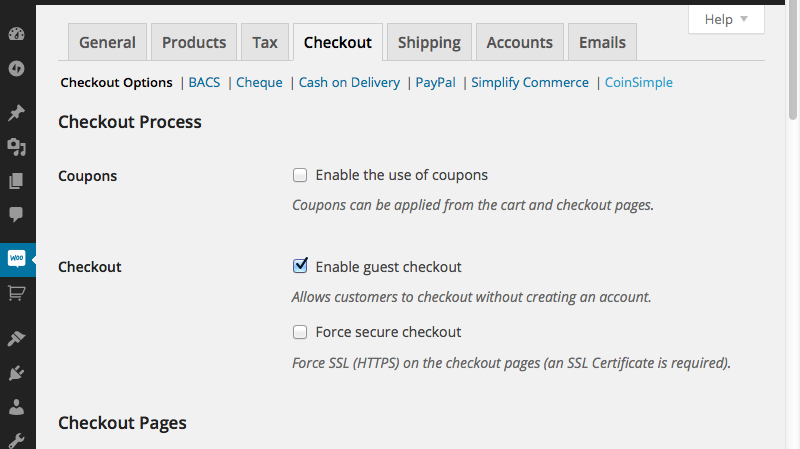 Help
General Products Tax Checkout Shipping Accounts Emails
Checkout Options | BACS | Cheque | Cash on Delivery | PayPal | Simplify Commerce | CoinSimple
Checkout Process
Coupons Enable the use of coupons
Coupons can be applied from the cart and checkout pages.
Woo
Checkout Enable guest checkout
Allows customers to checkout without creating an account.
Force secure checkout
Force SSL (HTTPS) on the checkout pages (an SSL Certificate is required).
Checkout Pages